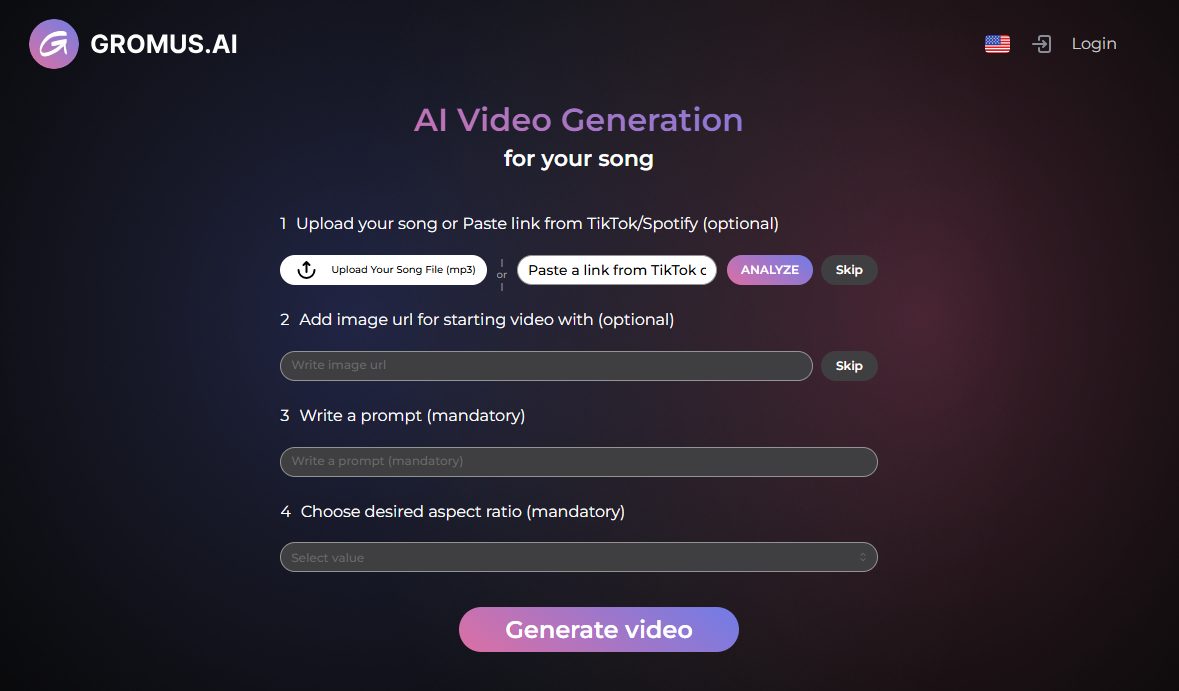 GROMUS.AI
Login
AI Video Generation
for your song
1 Upload your song or Paste link from TikTok/Spotify (optional)
Upload Your Song File (mp3) or Paste a link from TikTok ANALYZE Skip
2 Add image url for starting video with (optional)
Write image url Skip
3 Write a prompt (mandatory)
Write a prompt (mandatory)
4 Choose desired aspect ratio (mandatory)
Select value
Generate video